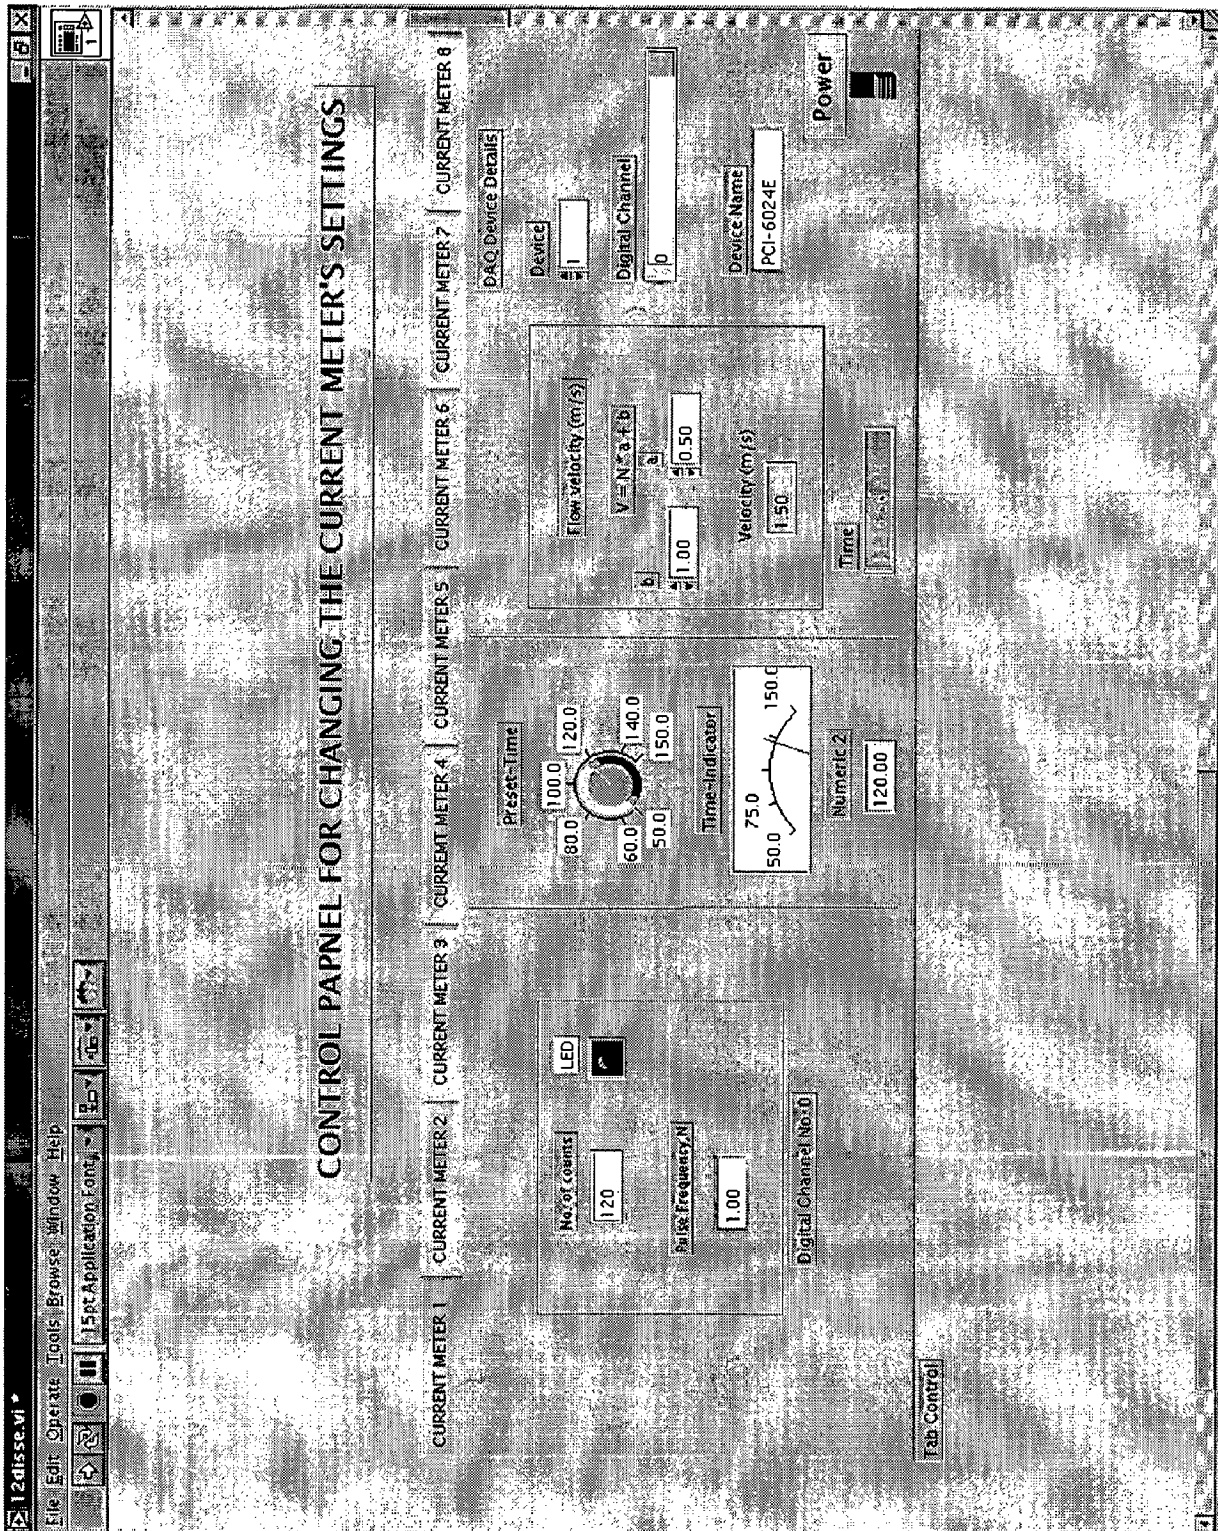 12disse.vi *
File Edit Operate Tools Browse Window Help
15pt Application Font
1
CONTROL PAPNEL FOR CHANGING THE CURRENT METER'S SETTINGS
CURRENT METER 1 CURRENT METER 2 CURRENT METER 3 CURREMT METER 4 CURRENT METER 5 CURRENT METER 6 CURRENT METER 7 CURRENT METER 8
No. of counts
120
LED
Pulse Frequency,N
1.00
Digital Channel No:0
Preset-Time
50.0 60.0 80.0 100.0 120.0 140.0 150.0
Time-Indicator
50.0 75.0 150.0
Numeric 2
120.00
Flow velocity (m/s)
V = N * a + b
b a
1.00 0.50
Velocity (m/s)
1.50
Time
DAQ Device Details
Device
1
Digital Channel
0
Device Name
PCI-6024E
Power
Tab Control